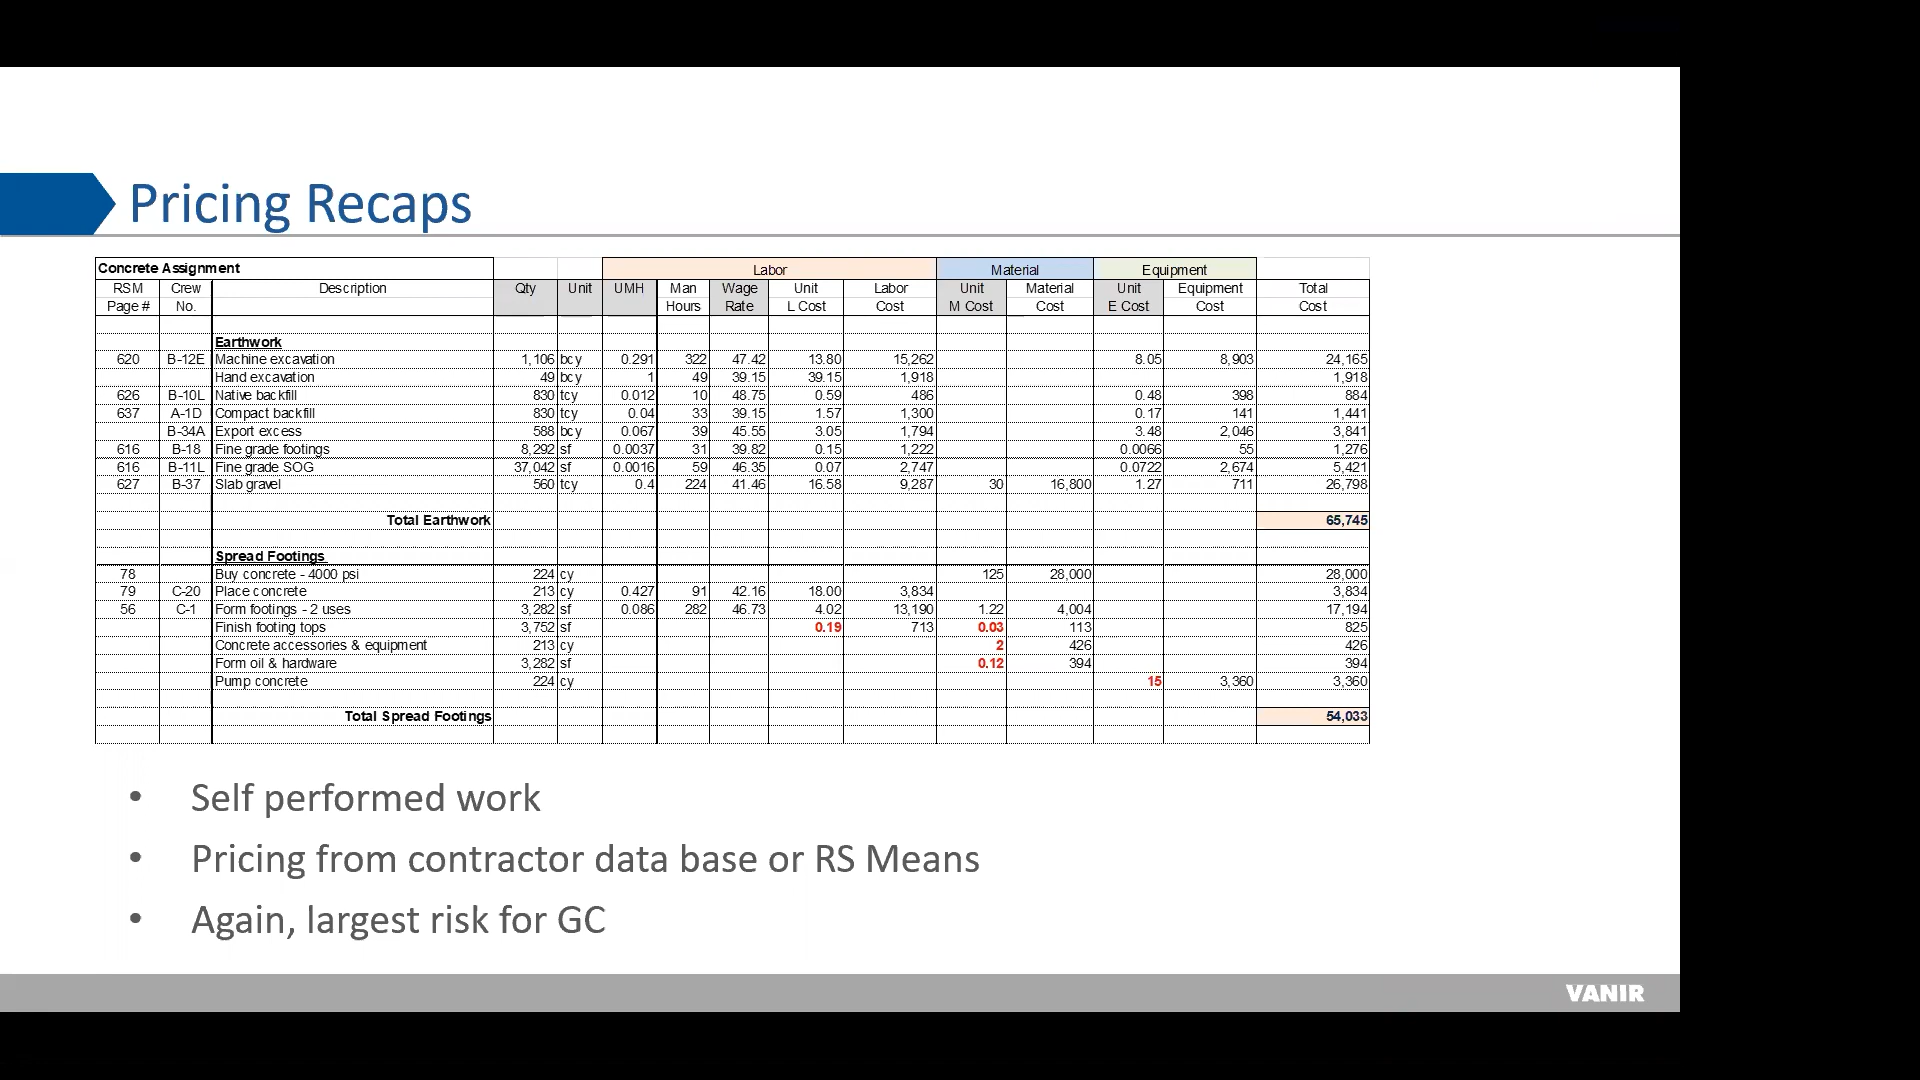 Pricing Recaps
Concrete Assignment Labor Material Equipment
RSM Crew Description Qty Unit UMH Man Wage Unit Labor Unit Material Unit Equipment Total
Page # No. Hours Rate L Cost Cost M Cost Cost E Cost Cost Cost
Earthwork
620 B-12E Machine excavation 1,106 bcy 0.291 322 47.42 13.80 15,262 8.05 8,903 24,165
Hand excavation 49 bcy 1 49 39.15 39.15 1,918 1,918
626 B-10L Native backfill 830 tcy 0.012 10 48.75 0.59 486 0.48 398 884
637 A-1D Compact backfill 830 tcy 0.04 33 39.15 1.57 1,300 0.17 141 1,441
B-34A Export excess 588 bcy 0.067 39 45.55 3.05 1,794 3.48 2,046 3,841
616 B-18 Fine grade footings 8,292 sf 0.0037 31 39.82 0.15 1,222 0.0066 55 1,276
616 B-11L Fine grade SOG 37,042 sf 0.0016 59 46.35 0.07 2,747 0.0722 2,674 5,421
627 B-37 Slab gravel 560 tcy 0.4 224 41.46 16.58 9,287 30 16,800 1.27 711 26,798
Total Earthwork 65,745
Spread Footings
78 Buy concrete - 4000 psi 224 cy 125 28,000 28,000
79 C-20 Place concrete 213 cy 0.427 91 42.16 18.00 3,834 3,834
56 C-1 Form footings - 2 uses 3,282 sf 0.086 282 46.73 4.02 13,190 1.22 4,004 17,194
Finish footing tops 3,752 sf 0.19 713 0.03 113 825
Concrete accessories & equipment 213 cy 2 426 426
Form oil & hardware 3,282 sf 0.12 394 394
Pump concrete 224 cy 15 3,360 3,360
Total Spread Footings 54,033
• Self performed work
• Pricing from contractor data base or RS Means
• Again, largest risk for GC
VANIR